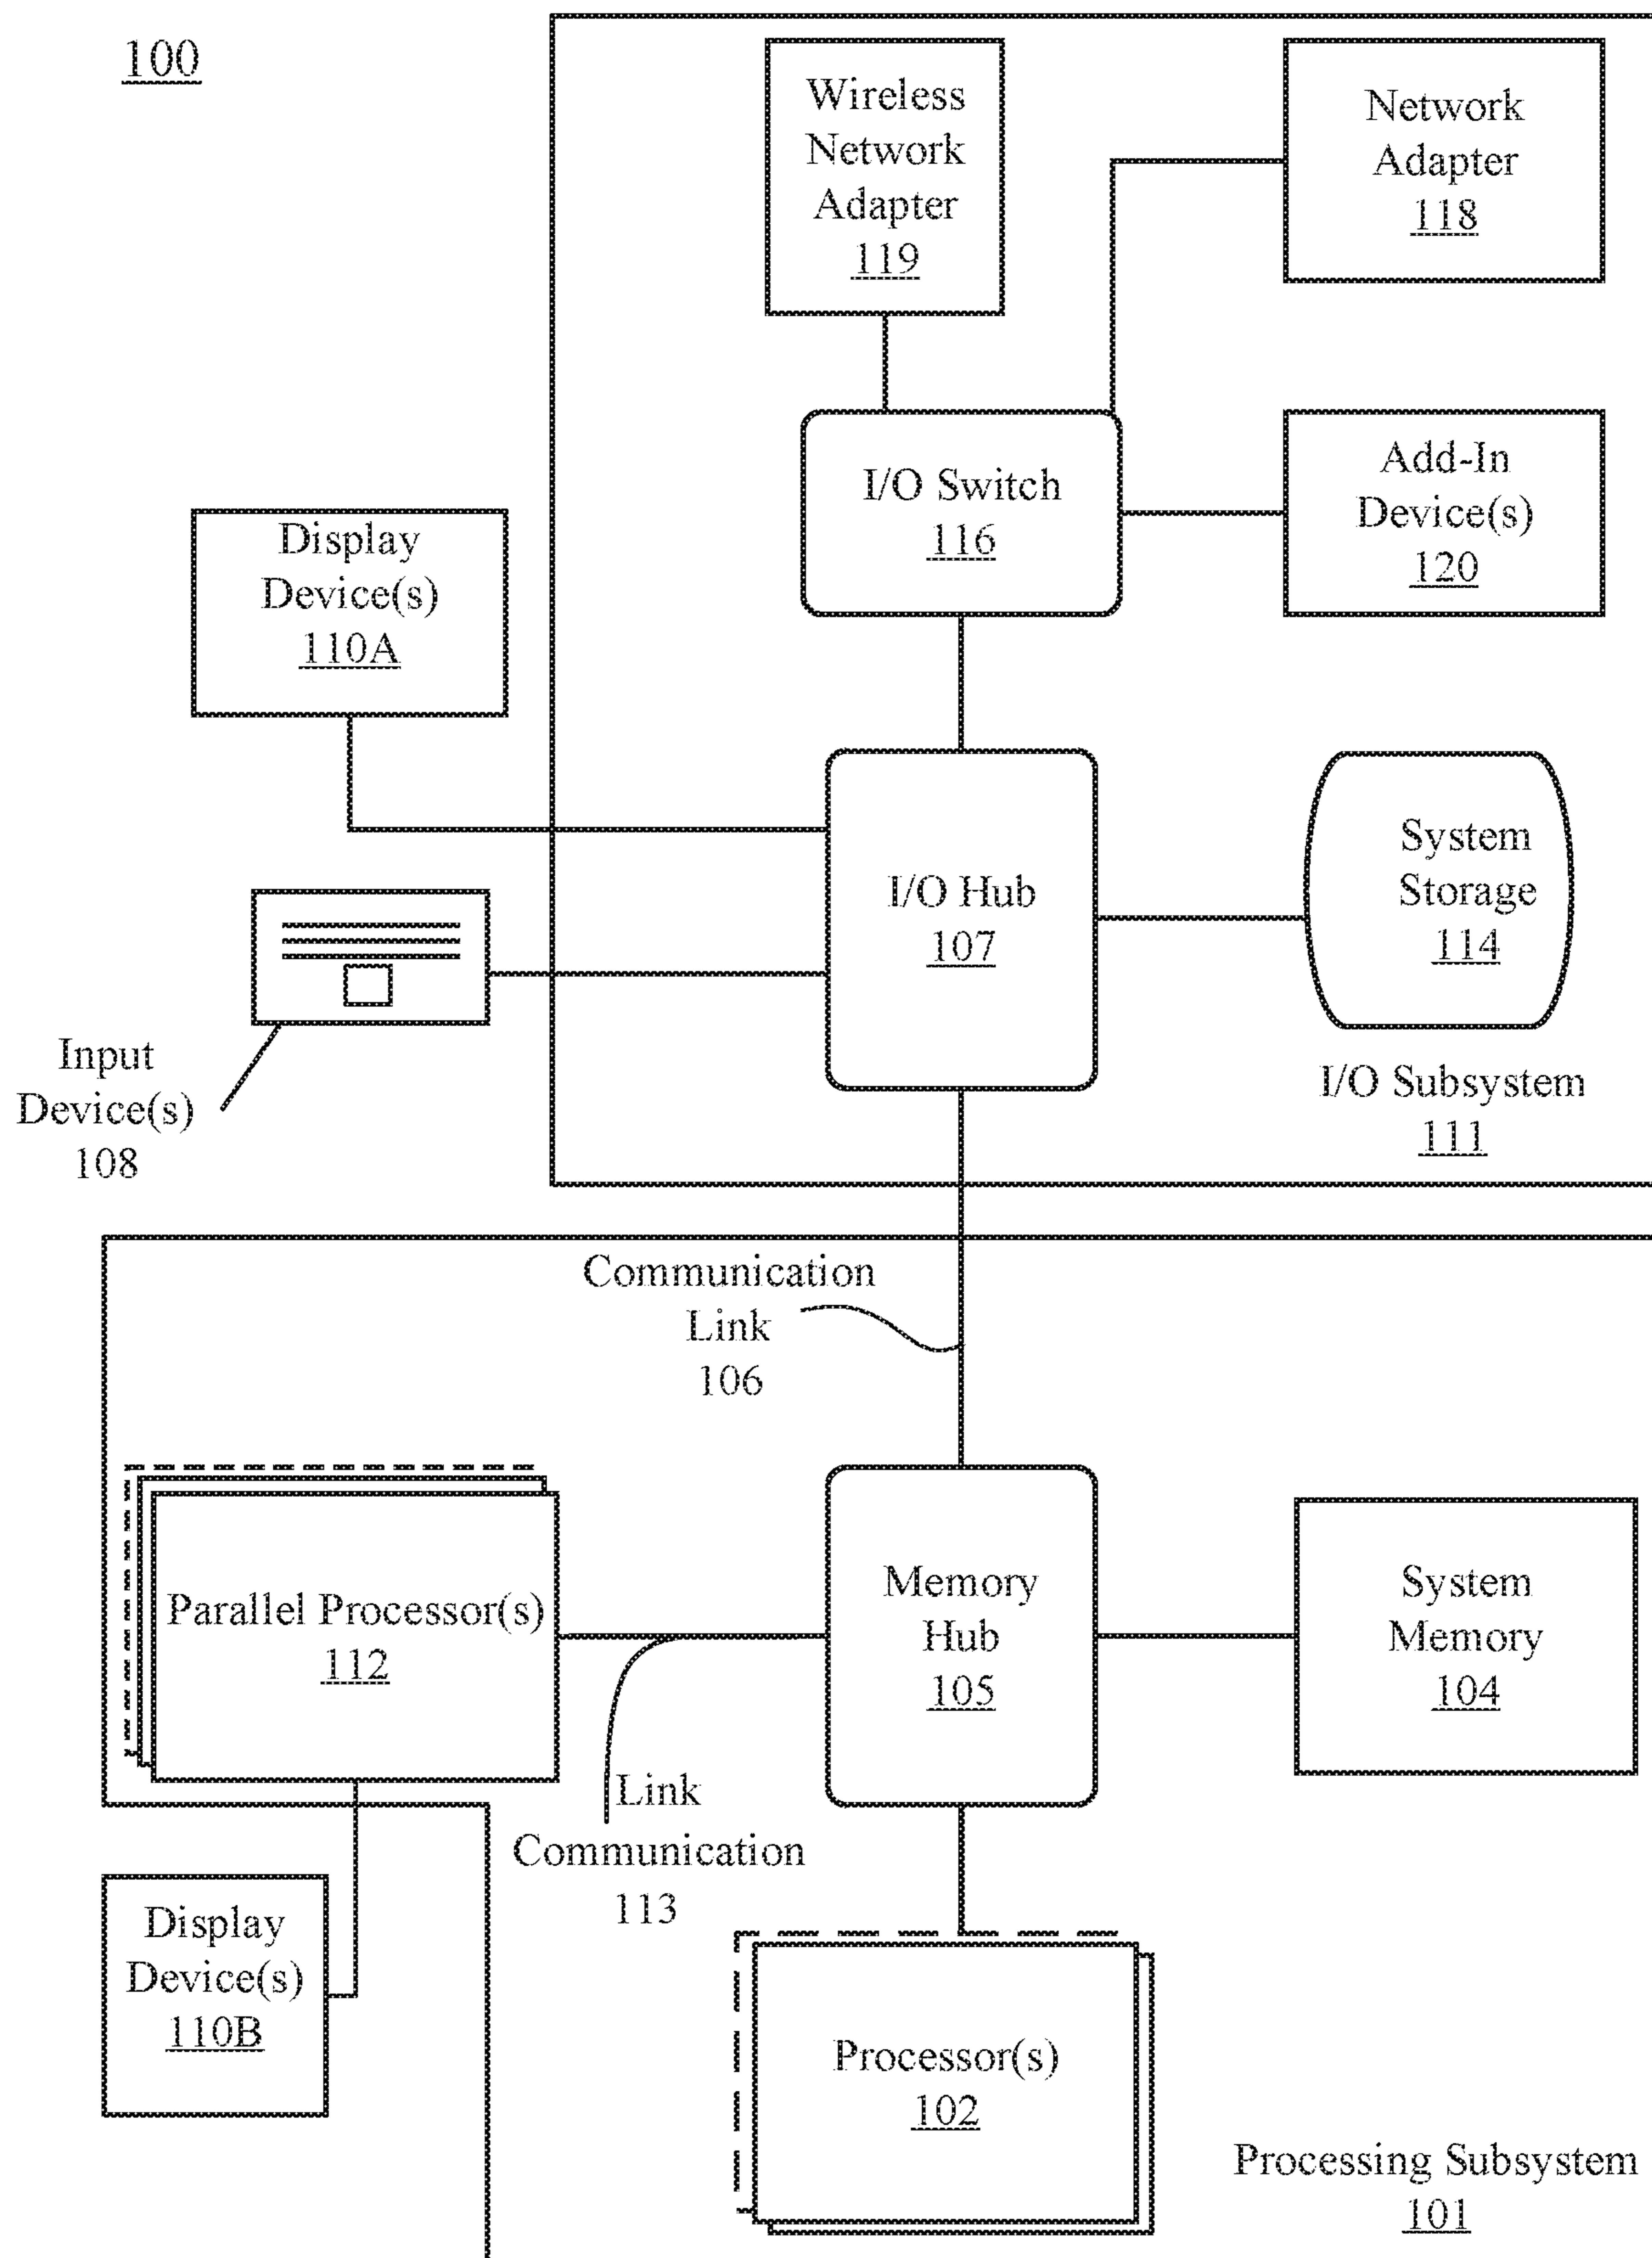 100
Wireless
Network
Adapter
119
Network
Adapter
118
I/O Switch
116
Add-In
Device(s)
120
Display
Device(s)
110A
I/O Hub
107
System
Storage
114
Input
Device(s)
108
I/O Subsystem
111
Communication
Link
106
Parallel Processor(s)
112
Memory
Hub
105
System
Memory
104
Link
Communication
113
Display
Device(s)
110B
Processor(s)
102
Processing Subsystem
101